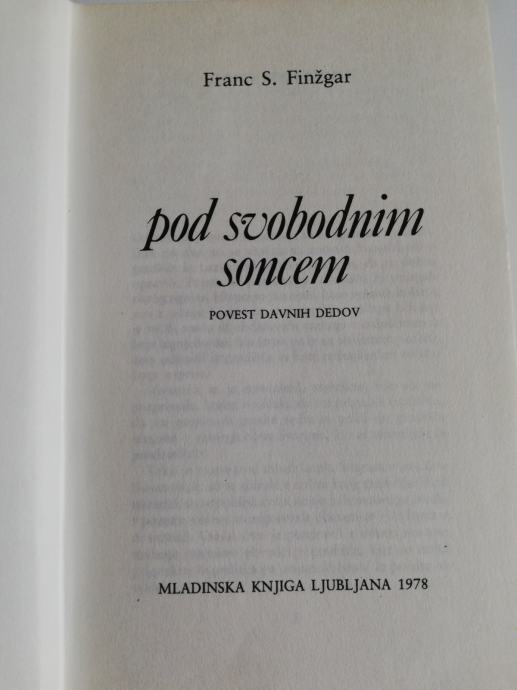 Franc S. Finžgar
pod svobodnim
soncem
POVEST DAVNIH DEDOV
MLADINSKA KNJIGA LJUBLJANA 1978